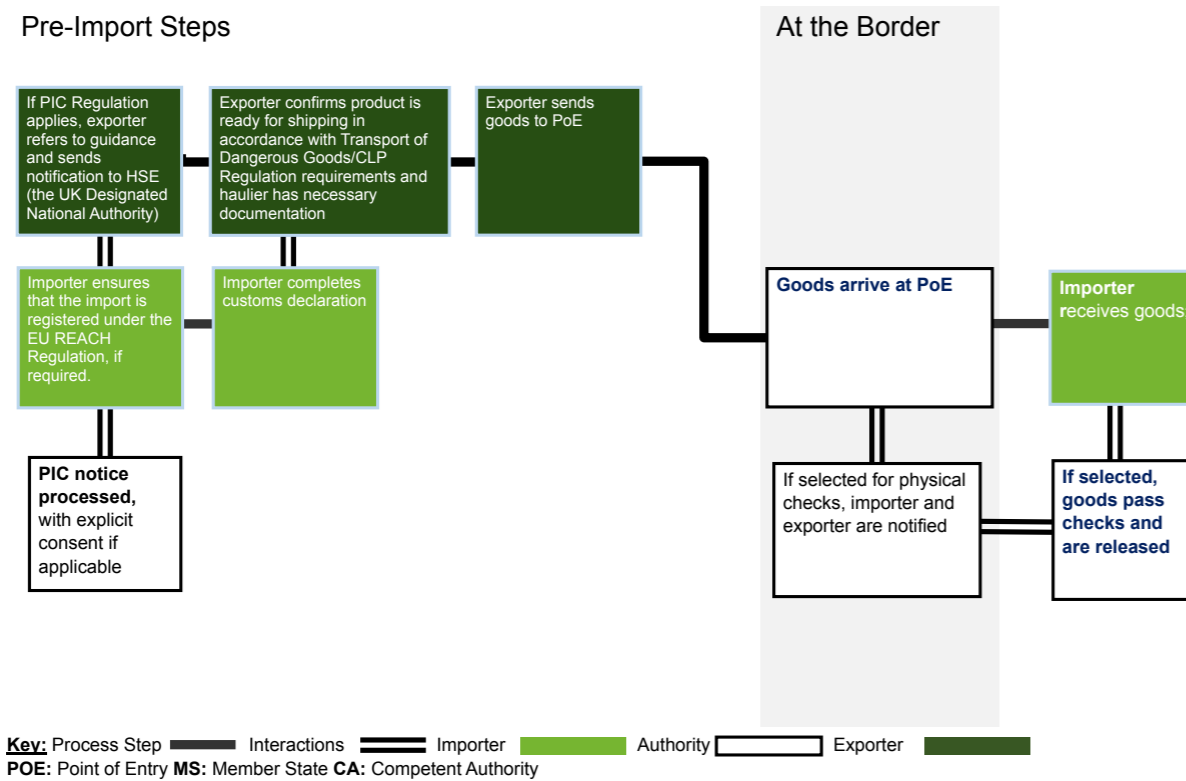 Pre-Import Steps
At the Border
If PIC Regulation
applies, exporter
refers to guidance
and sends
notification to HSE
(the UK Designated
National Authority)
Exporter confirms product is
ready for shipping in
accordance with Transport of
Dangerous Goods/CLP
Regulation requirements and
haulier has necessary
documentation
Exporter sends
goods to PoE
Importer ensures
that the import is
registered under the
EU REACH
Regulation, if
required.
Importer completes
customs declaration
Goods arrive at PoE
Importer
receives goods
PIC notice
processed,
with explicit
consent if
applicable
If selected for physical
checks, importer and
exporter are notified
If selected,
goods pass
checks and
are released
Key: Process Step Interactions Importer Authority Exporter
POE: Point of Entry MS: Member State CA: Competent Authority